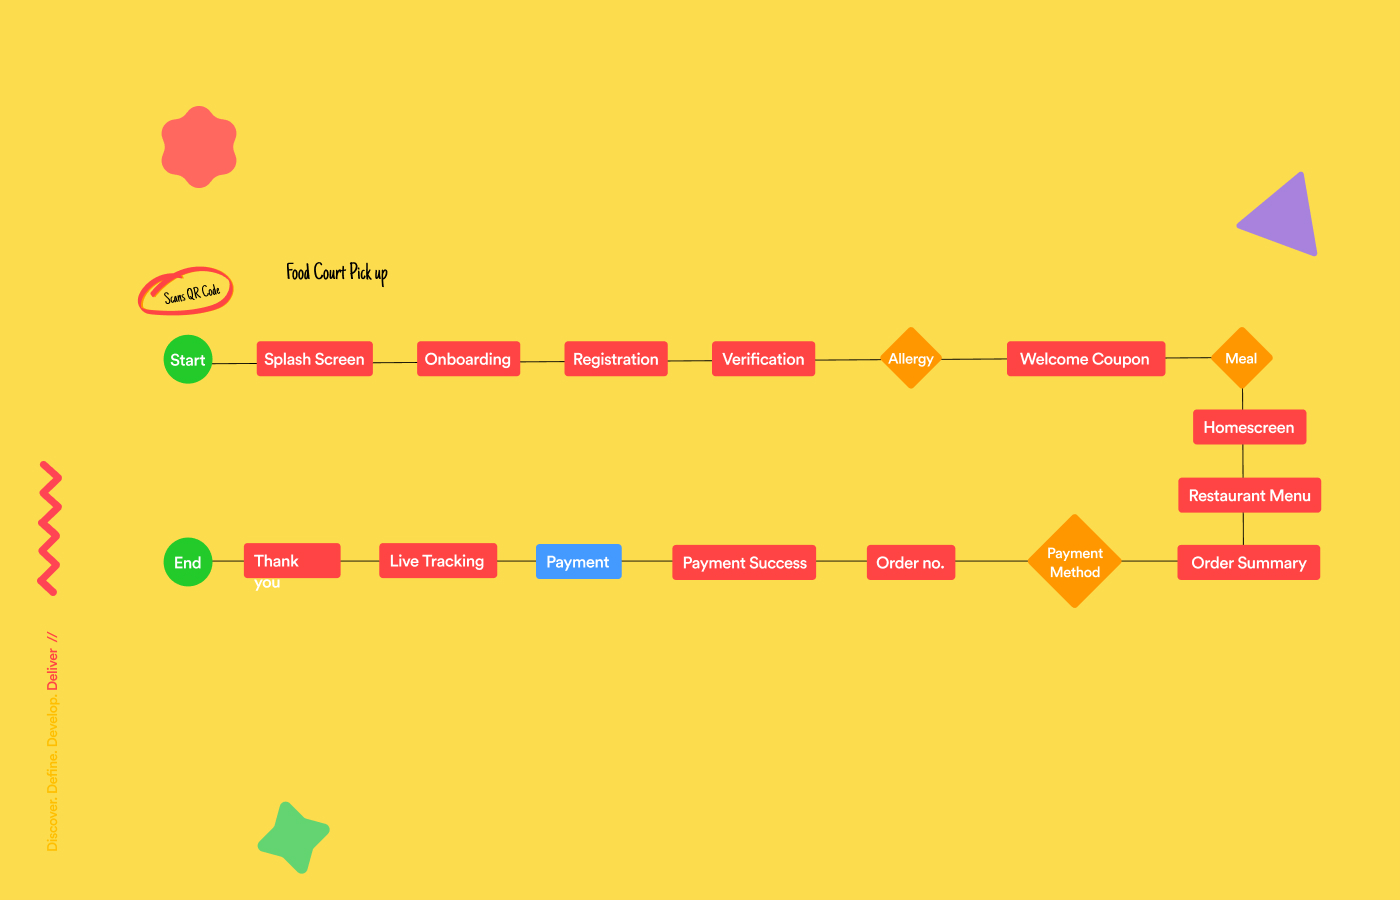 Food Court Pick up
Scans QR Code
Start
Splash Screen
Onboarding
Registration
Verification
Allergy
Welcome Coupon
Meal
Homescreen
Restaurant Menu
Order Summary
Payment
Method
Order no.
Payment Success
Payment
Live Tracking
Thank
you
End
Discover. Define. Develop. Deliver //